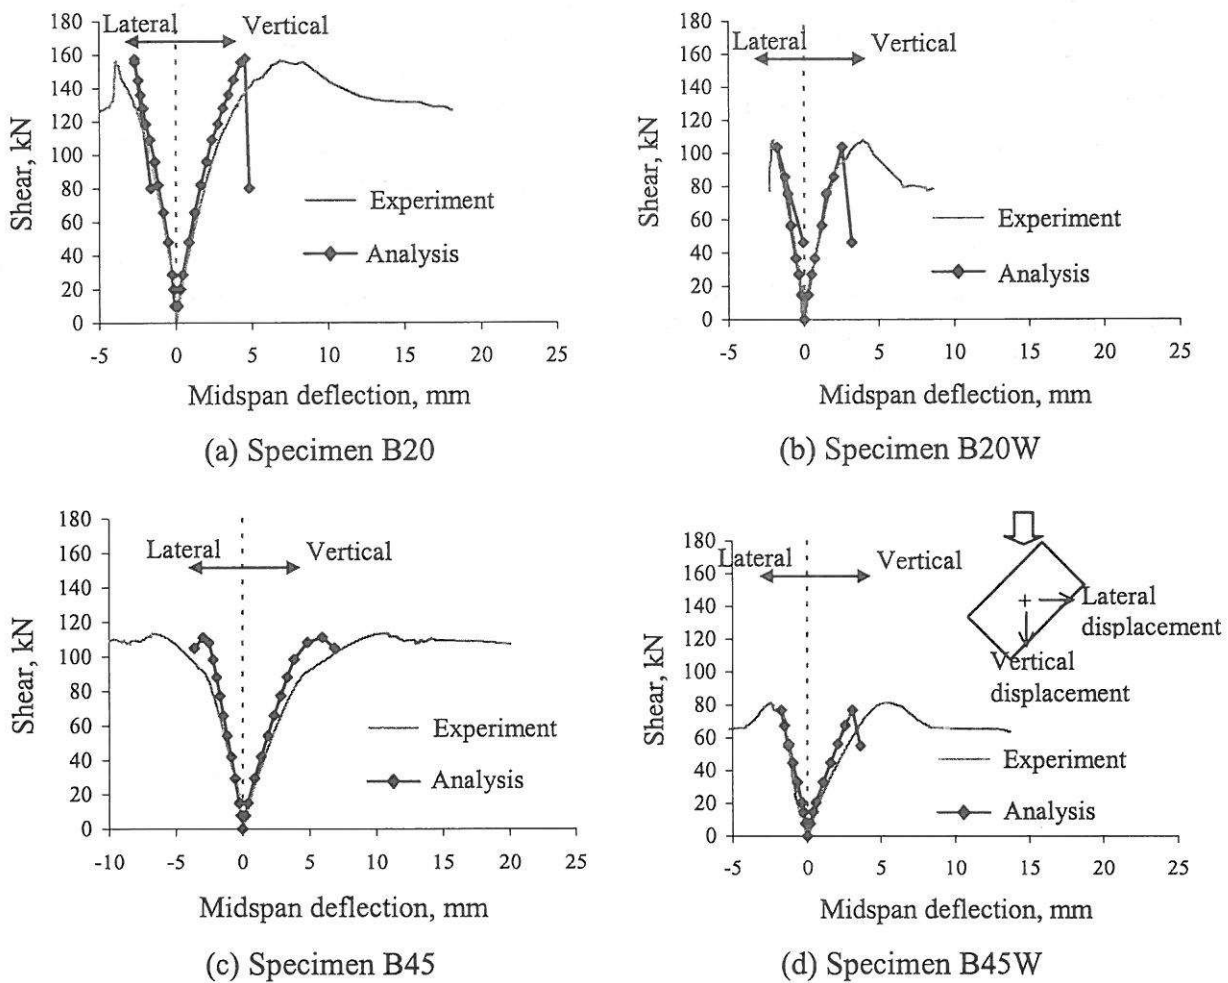 Lateral
Vertical
180
160
140
120
100
80
60
40
20
0
Shear, kN
Experiment
Analysis
-5 0 5 10 15 20 25
Midspan deflection, mm
(a) Specimen B20
Lateral
Vertical
180
160
140
120
100
80
60
40
20
0
Shear, kN
Experiment
Analysis
-5 0 5 10 15 20 25
Midspan deflection, mm
(b) Specimen B20W
Lateral
Vertical
180
160
140
120
100
80
60
40
20
0
Shear, kN
Experiment
Analysis
-10 -5 0 5 10 15 20 25
Midspan deflection, mm
(c) Specimen B45
Lateral
Vertical
180
160
140
120
100
80
60
40
20
0
Shear, kN
Lateral
displacement
Vertical
displacement
Experiment
Analysis
-5 0 5 10 15 20 25
Midspan deflection, mm
(d) Specimen B45W